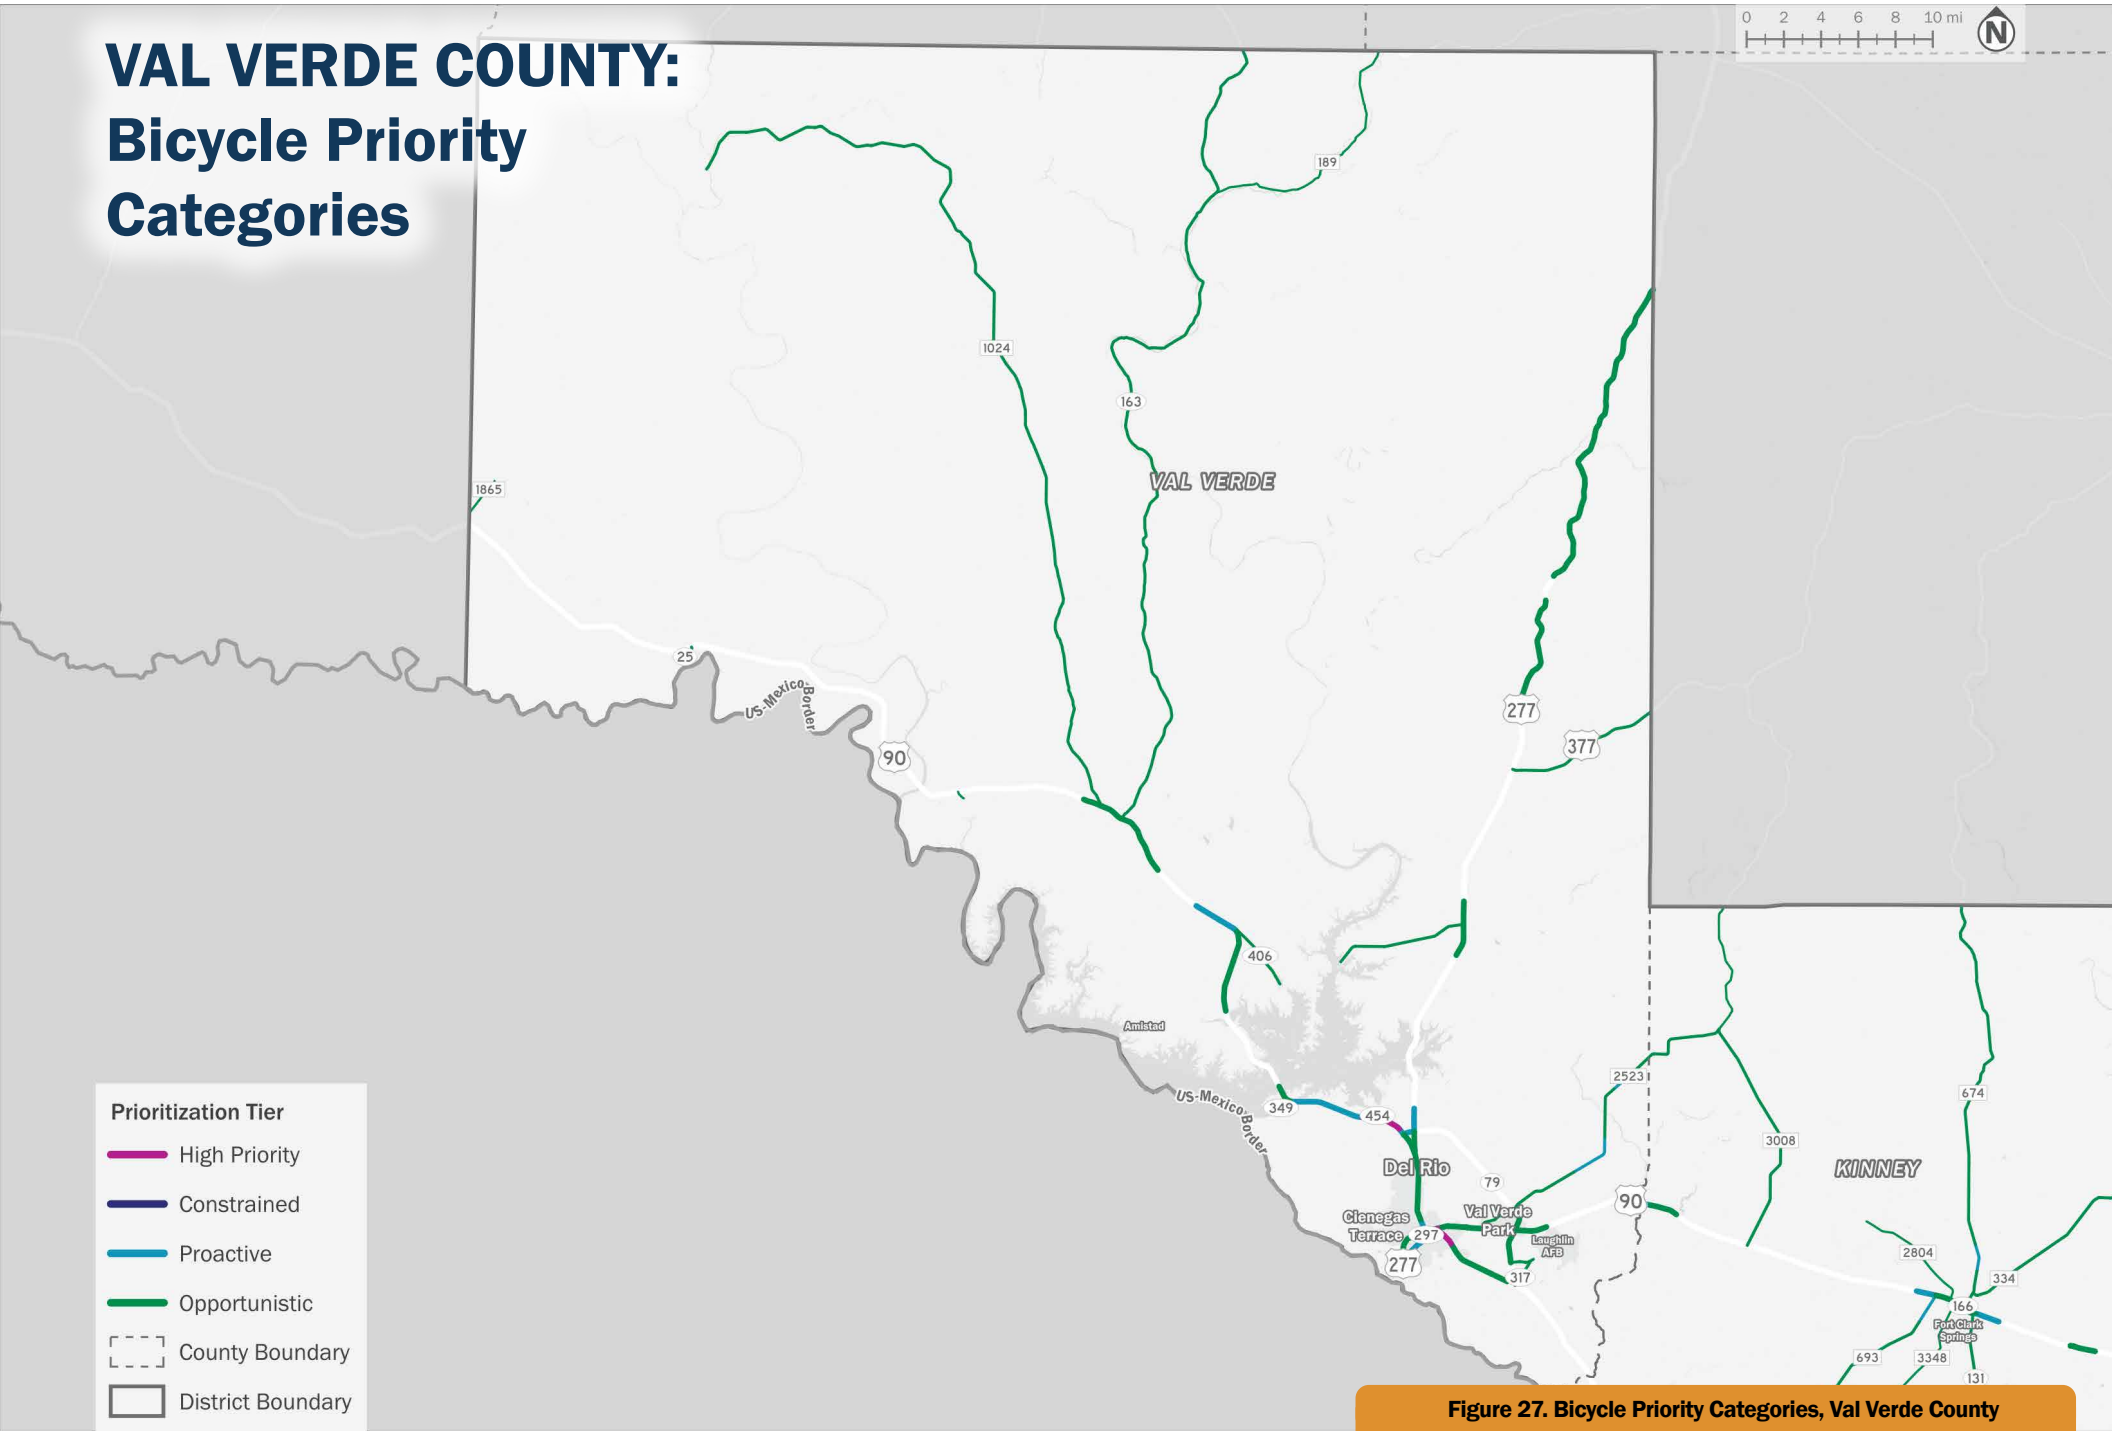 VAL VERDE COUNTY:
Bicycle Priority
Categories
0 2 4 6 8 10 mi
N
189
1024
163
VAL VERDE
1865
25
US-Mexico Border
90
277
377
406
Amistad
US-Mexico Border
349
454
2523
674
3008
Del Rio
KINNEY
79
90
Cienegas
Terrace
297
Val Verde
Park
Laughlin
AFB
277
317
2804
334
166
Fort Clark
Springs
693
3348
131
Prioritization Tier
High Priority
Constrained
Proactive
Opportunistic
County Boundary
District Boundary
Figure 27. Bicycle Priority Categories, Val Verde County